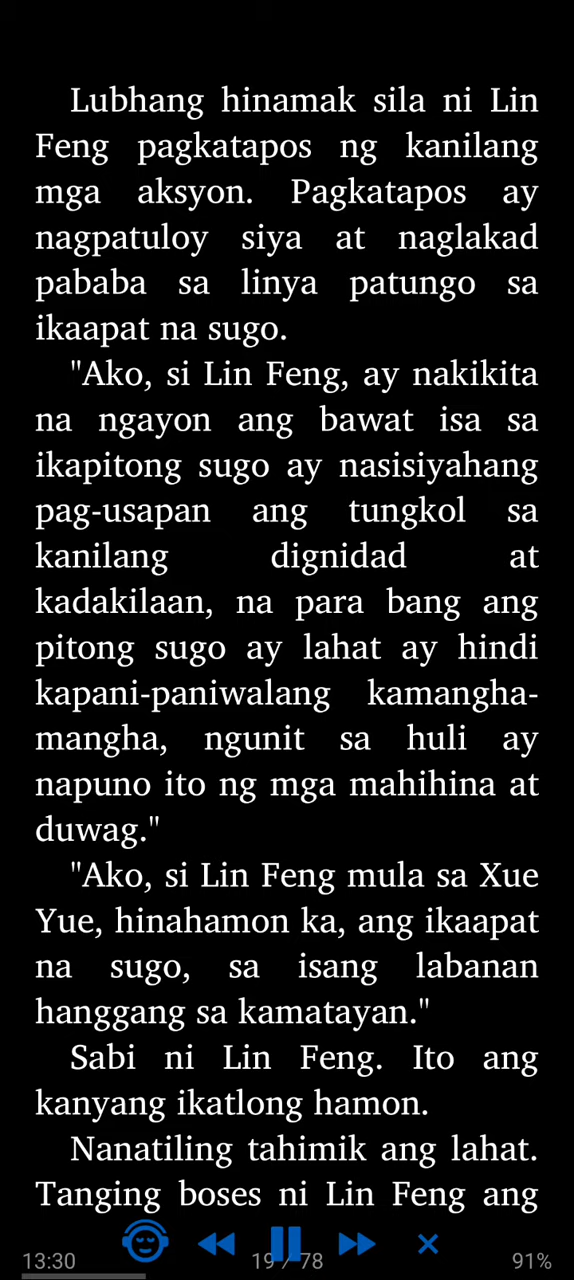 Lubhang hinamak sila ni Lin
Feng pagkatapos ng kanilang
mga aksyon. Pagkatapos ay
nagpatuloy siya at naglakad
pababa sa linya patungo sa
ikaapat na sugo.
"Ako, si Lin Feng, ay nakikita
na ngayon ang bawat isa sa
ikapitong sugo ay nasisiyahang
pag-usapan ang tungkol sa
kanilang dignidad at
kadakilaan, na para bang ang
pitong sugo ay lahat ay hindi
kapani-paniwalang kamangha-
mangha, ngunit sa huli ay
napuno ito ng mga mahihina at
duwag."
"Ako, si Lin Feng mula sa Xue
Yue, hinahamon ka, ang ikaapat
na sugo, sa isang labanan
hanggang sa kamatayan."
Sabi ni Lin Feng. Ito ang
kanyang ikatlong hamon.
Nanatiling tahimik ang lahat.
Tanging boses ni Lin Feng ang
13:30 19 / 78 91%